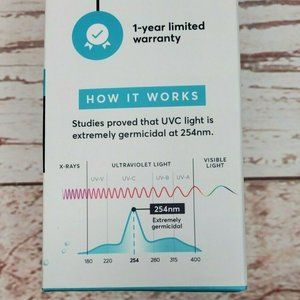 1-year limited
warranty
HOW IT WORKS
Studies proved that UVC light is
extremely germicidal at 254nm.
X-RAYS ULTRAVIOLET LIGHT VISIBLE
LIGHT
UV-V UV-C UV-B UV-A
254nm
Extremely
germicidal
180 220 254 280 315 400